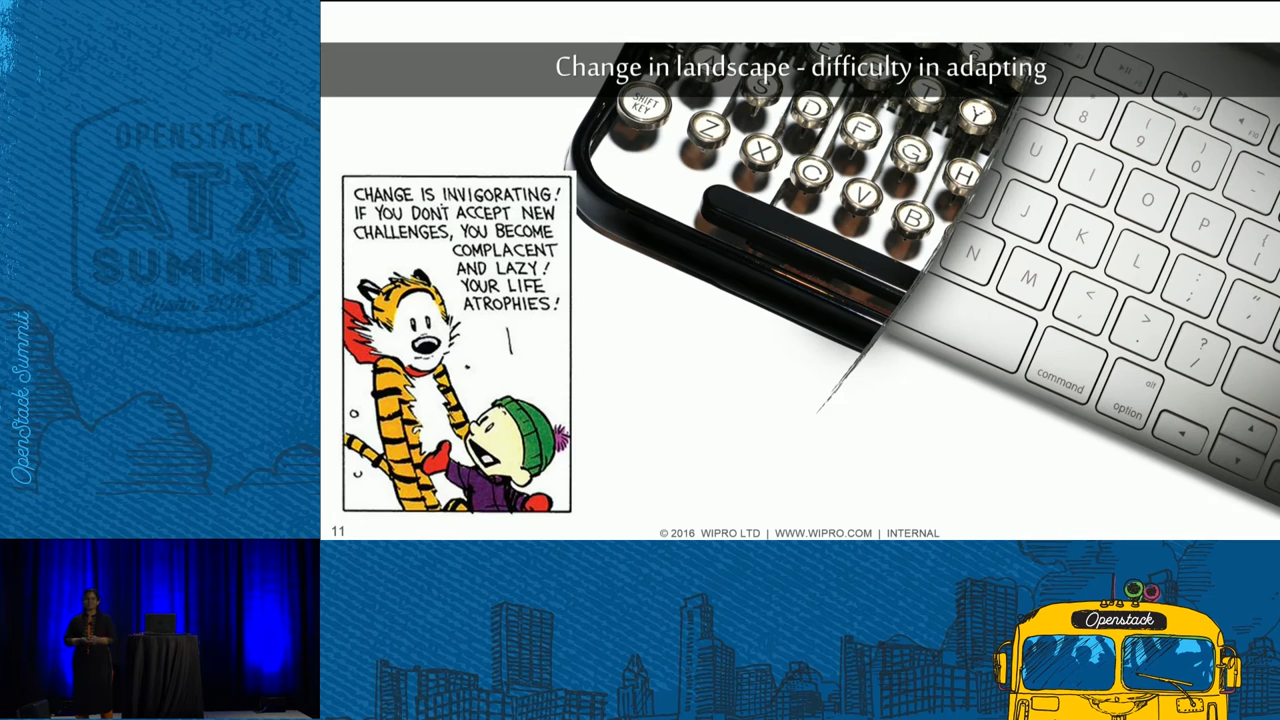 Change in landscape - difficulty in adapting
OPENSTACK
ATX
SUMMIT
Austin 2016
OpenStack Summit
CHANGE IS INVIGORATING!
IF YOU DON'T ACCEPT NEW
CHALLENGES, YOU BECOME
COMPLACENT
AND LAZY!
YOUR LIFE
ATROPHIES!
SHIFT
KEY
S
D
F
G
H
T
Y
Z
X
C
V
B
8
9
0
U
I
O
P
J
K
L
N
M
command
alt
option
11
© 2016 WIPRO LTD | WWW.WIPRO.COM | INTERNAL
Openstack